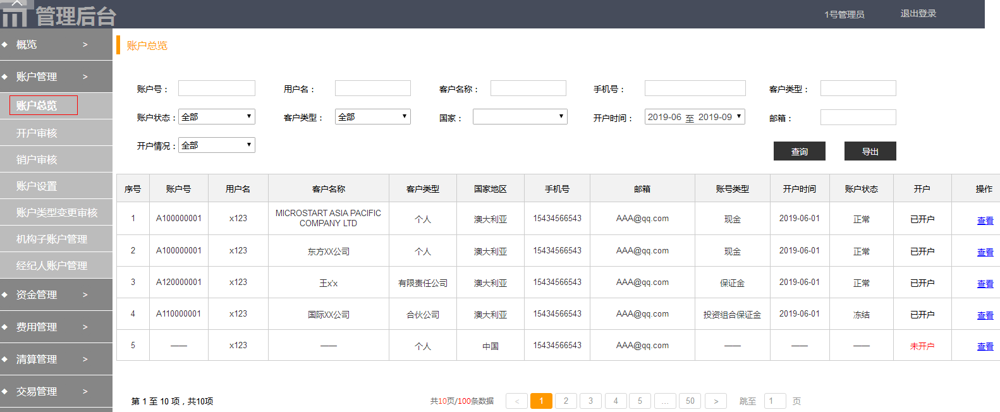 管理后台
1号管理员 退出登录
概览 >
账户管理 >
账户总览
开户审核
销户审核
账户设置
账户类型变更审核
机构子账户管理
经纪人账户管理
资金管理 >
费用管理 >
清算管理 >
交易管理 >
账户总览
账户号： 用户名： 客户名称： 手机号： 客户类型：
账户状态：全部 客户类型：全部 国家： 开户时间：2019-06 至 2019-09 邮箱：
开户情况：全部 查询 导出
序号 账户号 用户名 客户名称 客户类型 国家地区 手机号 邮箱 账号类型 开户时间 账户状态 开户 操作
1 A100000001 x123 MICROSTART ASIA PACIFIC COMPANY LTD 个人 澳大利亚 15434566543 AAA@qq.com 现金 2019-06-01 正常 已开户 查看
2 A100000001 x123 东方XX公司 个人 澳大利亚 15434566543 AAA@qq.com 现金 2019-06-01 正常 已开户 查看
3 A120000001 x123 王x'x 有限责任公司 澳大利亚 15434566543 AAA@qq.com 保证金 2019-06-01 正常 已开户 查看
4 A110000001 x123 国际XX公司 合伙公司 澳大利亚 15434566543 AAA@qq.com 投资组合保证金 2019-06-01 冻结 已开户 查看
5 —— x123 —— 个人 中国 15434566543 AAA@qq.com —— —— —— 未开户 查看
第 1 至 10 项，共10项 共10页/100条数据 < 1 2 3 4 5 ... 50 > 跳至 1 页